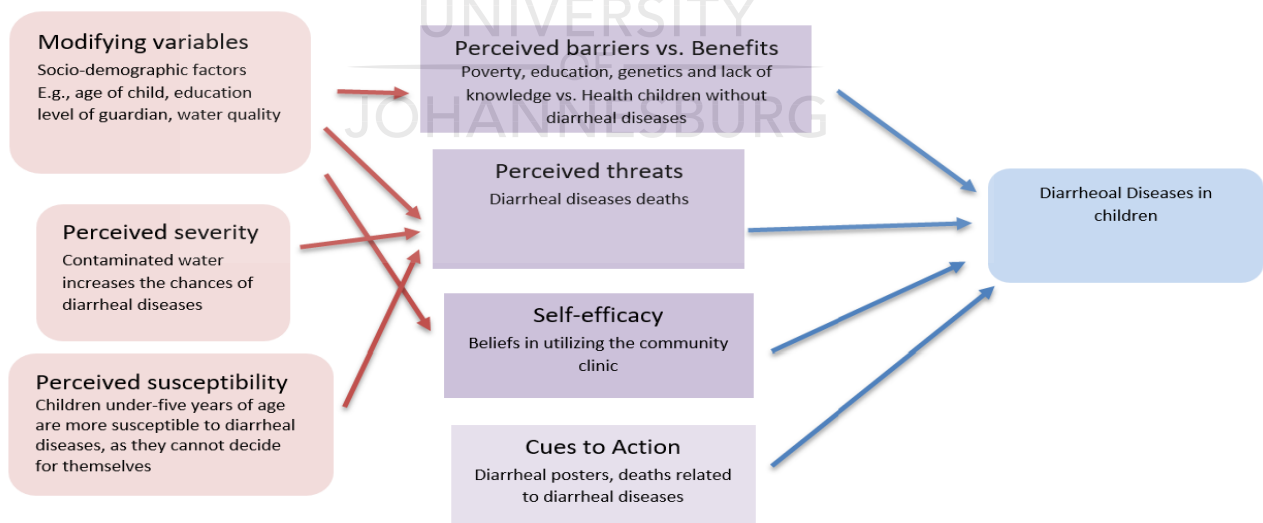 UNIVERSITY
OF
JOHANNESBURG
Modifying variables
Socio-demographic factors
E.g., age of child, education
level of guardian, water quality
Perceived severity
Contaminated water
increases the chances of
diarrheal diseases
Perceived susceptibility
Children under-five years of age
are more susceptible to diarrheal
diseases, as they cannot decide
for themselves
Perceived barriers vs. Benefits
Poverty, education, genetics and lack of
knowledge vs. Health children without
diarrheal diseases
Perceived threats
Diarrheal diseases deaths
Self-efficacy
Beliefs in utilizing the community
clinic
Cues to Action
Diarrheal posters, deaths related
to diarrheal diseases
Diarrheoal Diseases in
children